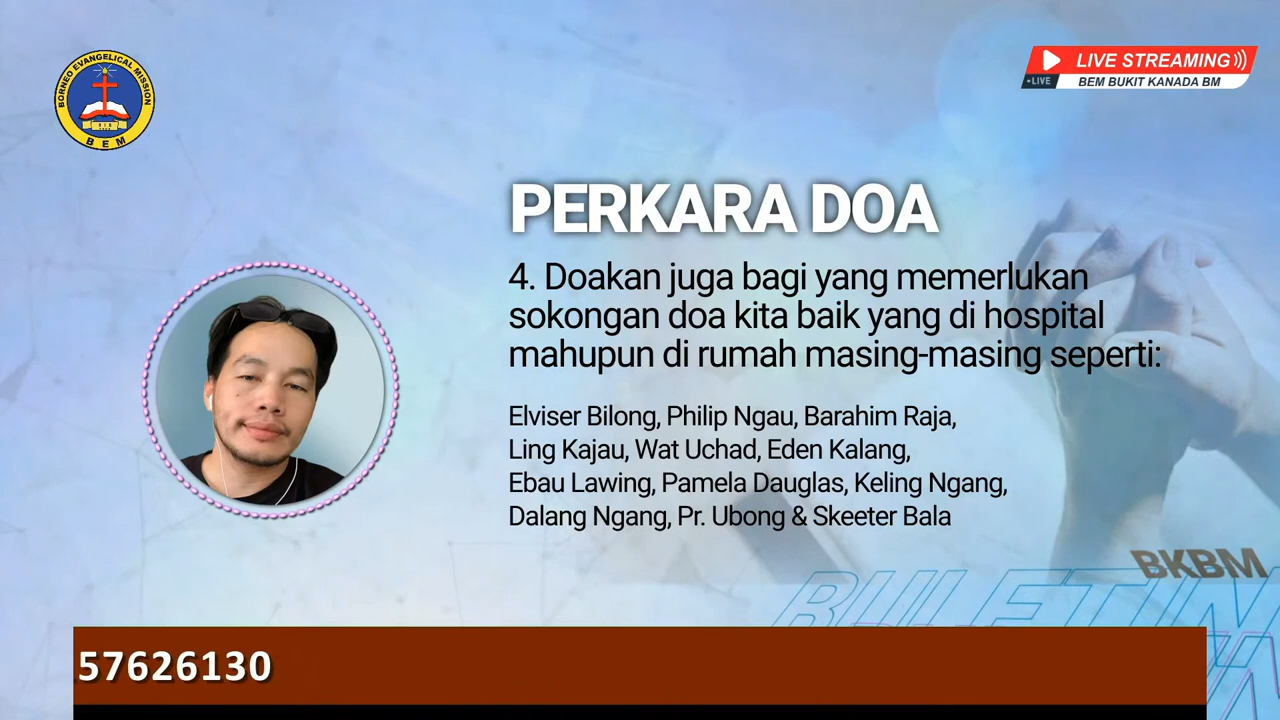 BORNEO EVANGELICAL MISSION
B E M
LIVE STREAMING
LIVE
BEM BUKIT KANADA BM
PERKARA DOA
4. Doakan juga bagi yang memerlukan
sokongan doa kita baik yang di hospital
mahupun di rumah masing-masing seperti:
Elviser Bilong, Philip Ngau, Barahim Raja,
Ling Kajau, Wat Uchad, Eden Kalang,
Ebau Lawing, Pamela Dauglas, Keling Ngang,
Dalang Ngang, Pr. Ubong & Skeeter Bala
BKBM
BULETIN
57626130